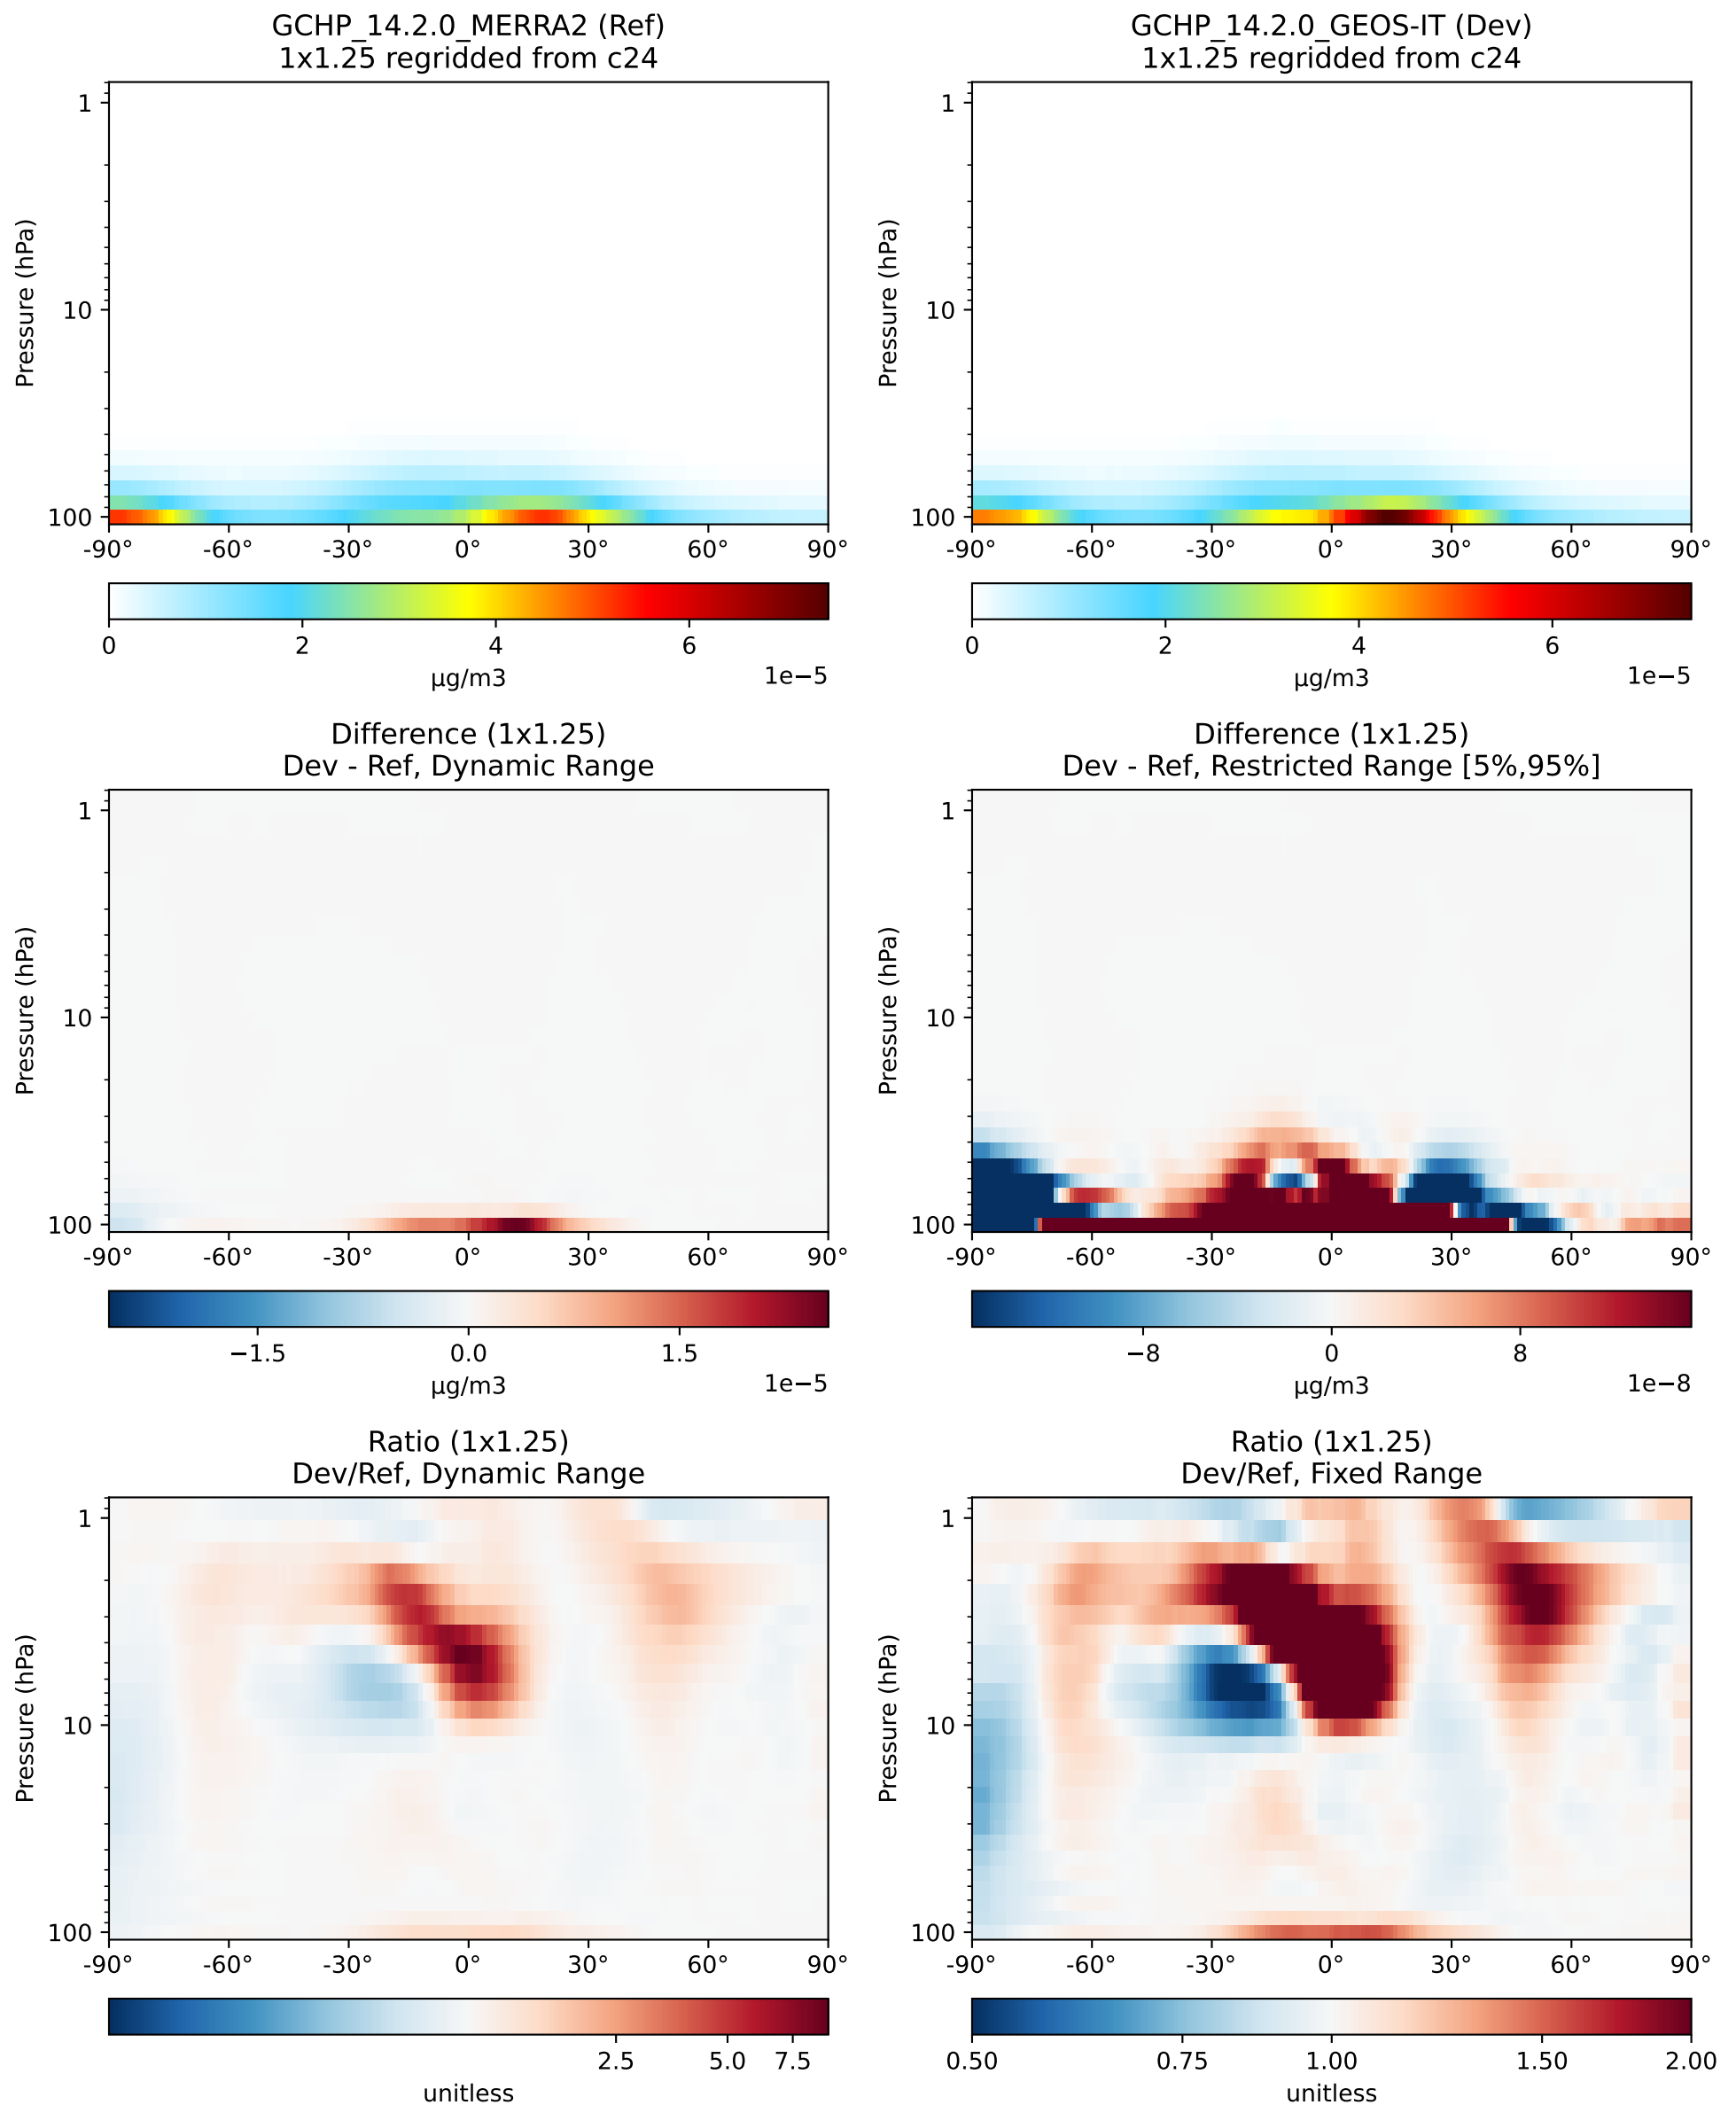 GCHP_14.2.0_MERRA2 (Ref)
1x1.25 regridded from c24
Pressure (hPa)
1
10
100
-90° -60° -30° 0° 30° 60° 90°
0 2 4 6
µg/m3
1e−5
GCHP_14.2.0_GEOS-IT (Dev)
1x1.25 regridded from c24
Pressure (hPa)
1
10
100
-90° -60° -30° 0° 30° 60° 90°
0 2 4 6
µg/m3
1e−5
Difference (1x1.25)
Dev - Ref, Dynamic Range
Pressure (hPa)
1
10
100
-90° -60° -30° 0° 30° 60° 90°
−1.5 0.0 1.5
µg/m3
1e−5
Difference (1x1.25)
Dev - Ref, Restricted Range [5%,95%]
Pressure (hPa)
1
10
100
-90° -60° -30° 0° 30° 60° 90°
−8 0 8
µg/m3
1e−8
Ratio (1x1.25)
Dev/Ref, Dynamic Range
Pressure (hPa)
1
10
100
-90° -60° -30° 0° 30° 60° 90°
2.5 5.0 7.5
unitless
Ratio (1x1.25)
Dev/Ref, Fixed Range
Pressure (hPa)
1
10
100
-90° -60° -30° 0° 30° 60° 90°
0.50 0.75 1.00 1.50 2.00
unitless